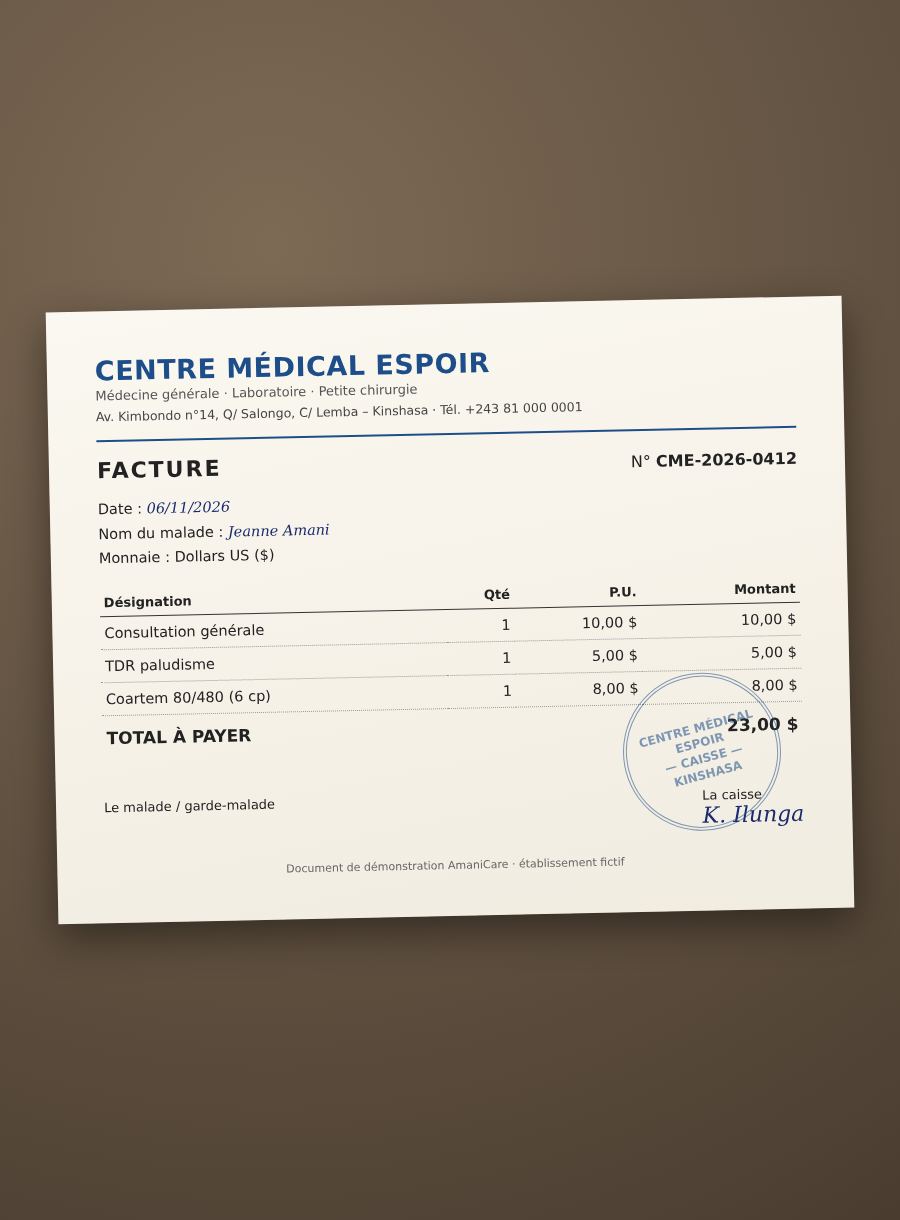 CENTRE MÉDICAL ESPOIR
Médecine générale · Laboratoire · Petite chirurgie
Av. Kimbondo n°14, Q/ Salongo, C/ Lemba – Kinshasa · Tél. +243 81 000 0001
FACTURE N° CME-2026-0412
Date : 06/11/2026
Nom du malade : Jeanne Amani
Monnaie : Dollars US ($)
Désignation Qté P.U. Montant
Consultation générale 1 10,00 $ 10,00 $
TDR paludisme 1 5,00 $ 5,00 $
Coartem 80/480 (6 cp) 1 8,00 $ 8,00 $
TOTAL À PAYER 23,00 $
CENTRE MÉDICAL
ESPOIR
— CAISSE —
KINSHASA
Le malade / garde-malade La caisse
K. Ilunga
Document de démonstration AmaniCare · établissement fictif